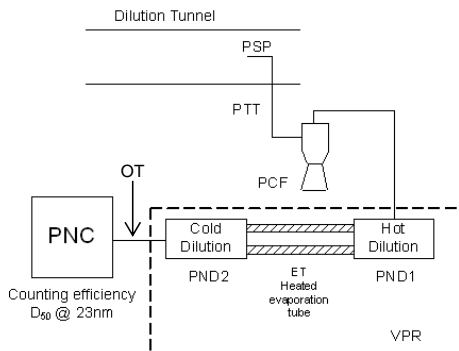 Dilution Tunnel
PSP
PTT
PCF
OT
PNC
Cold
Dilution
Hot
Dilution
PND2
ET
Heated
evaporation
tube
PND1
Counting efficiency
D₅₀ @ 23nm
VPR